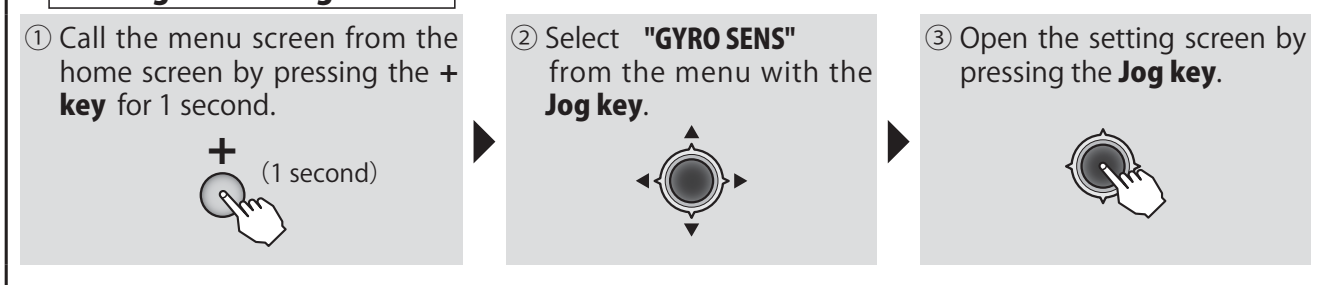 ① Call the menu screen from the
home screen by pressing the +
key for 1 second.
+
(1 second)
② Select "GYRO SENS"
from the menu with the
Jog key.
③ Open the setting screen by
pressing the Jog key.